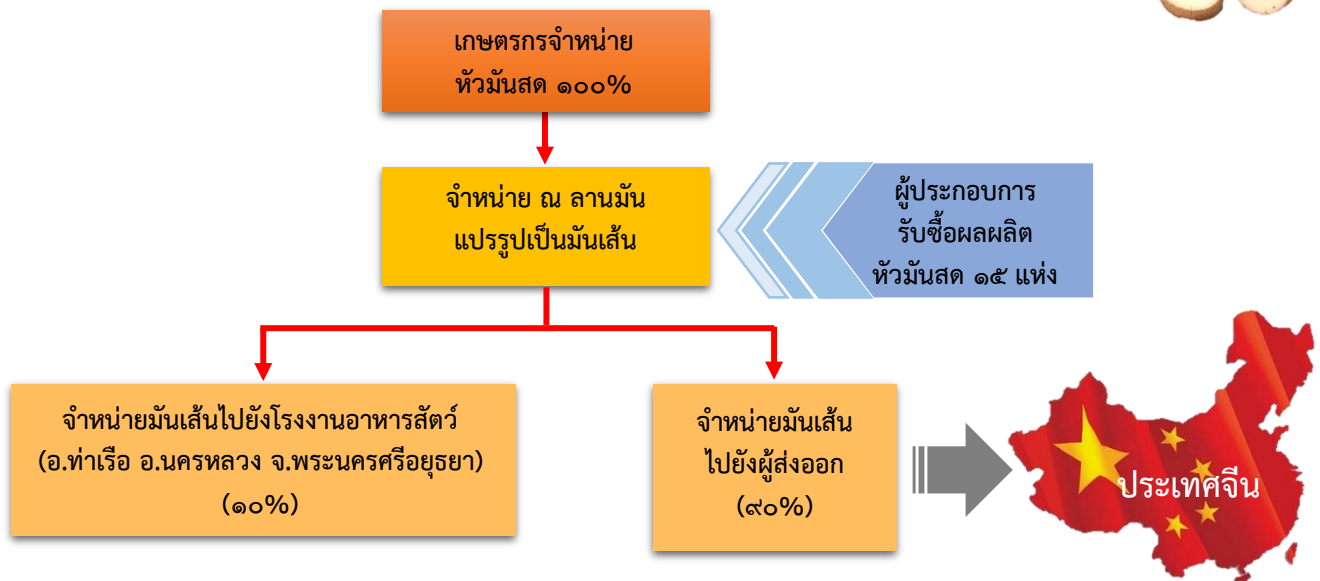 เกษตรกรจำหน่าย
หัวมันสด ๑๐๐%
จำหน่าย ณ ลานมัน
แปรรูปเป็นมันเส้น
ผู้ประกอบการ
รับซื้อผลผลิต
หัวมันสด ๑๕ แห่ง
จำหน่ายมันเส้นไปยังโรงงานอาหารสัตว์
(อ.ท่าเรือ อ.นครหลวง จ.พระนครศรีอยุธยา)
(๑๐%)
จำหน่ายมันเส้น
ไปยังผู้ส่งออก
(๙๐%)
ประเทศจีน